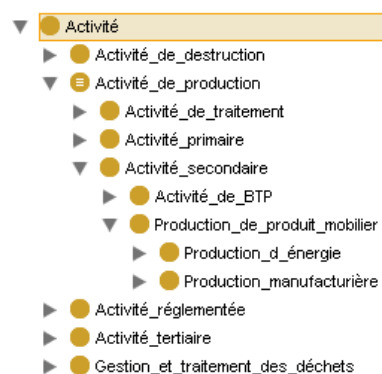 Activité
Activité_de_destruction
Activité_de_production
Activité_de_traitement
Activité_primaire
Activité_secondaire
Activité_de_BTP
Production_de_produit_mobilier
Production_d_énergie
Production_manufacturière
Activité_réglementée
Activité_tertiaire
Gestion_et_traitement_des_déchets